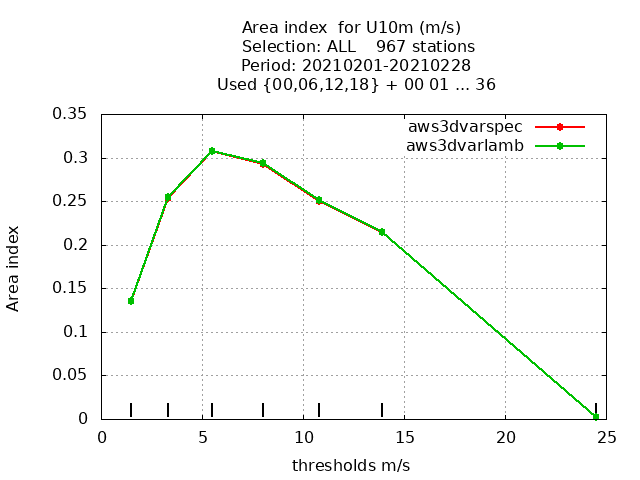 Area index  for U10m (m/s)
Selection: ALL    967 stations
Period: 20210201-20210228
Used {00,06,12,18} + 00 01 ... 36
aws3dvarspec
aws3dvarlamb
0.35
0.3
0.25
0.2
0.15
0.1
0.05
0
Area index
0 5 10 15 20 25
thresholds m/s